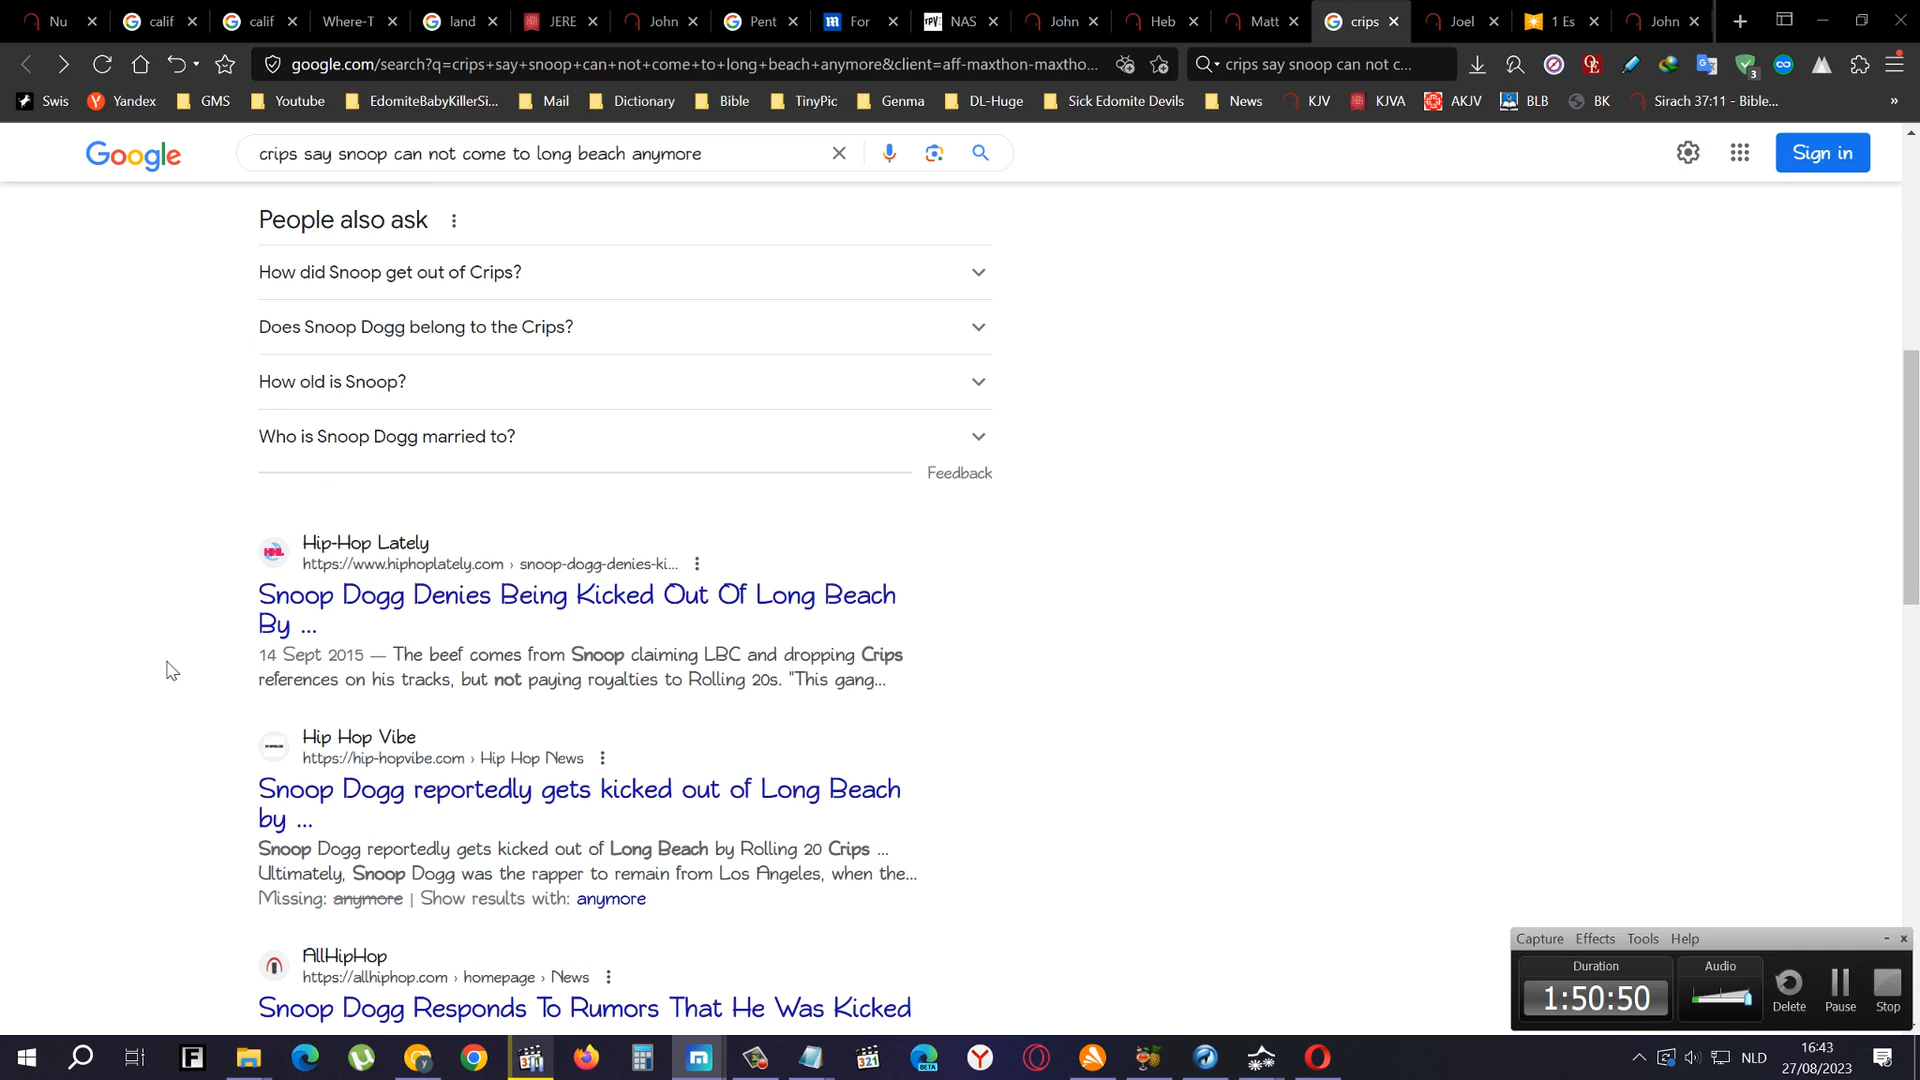 Nu
calif
calif
Where-T
land
JERE
John
Pent
For
NAS
John
Heb
Matt
crips
Joel
1 Es
John
google.com/search?q=crips+say+snoop+can+not+come+to+long+beach+anymore&client=aff-maxthon-maxtho...
crips say snoop can not c...
Swis
Yandex
GMS
Youtube
EdomiteBabyKillerSi...
Mail
Dictionary
Bible
TinyPic
Genma
DL-Huge
Sick Edomite Devils
News
KJV
KJVA
AKJV
BLB
BK
Sirach 37:11 - Bible...
Google
crips say snoop can not come to long beach anymore
Sign in
People also ask
How did Snoop get out of Crips?
Does Snoop Dogg belong to the Crips?
How old is Snoop?
Who is Snoop Dogg married to?
Feedback
Hip-Hop Lately
https://www.hiphoplately.com › snoop-dogg-denies-ki...
Snoop Dogg Denies Being Kicked Out Of Long Beach
By ...
14 Sept 2015 — The beef comes from Snoop claiming LBC and dropping Crips
references on his tracks, but not paying royalties to Rolling 20s. "This gang...
Hip Hop Vibe
https://hip-hopvibe.com › Hip Hop News
Snoop Dogg reportedly gets kicked out of Long Beach
by ...
Snoop Dogg reportedly gets kicked out of Long Beach by Rolling 20 Crips ...
Ultimately, Snoop Dogg was the rapper to remain from Los Angeles, when the...
Missing: anymore | Show results with: anymore
AllHipHop
https://allhiphop.com › homepage › News
Snoop Dogg Responds To Rumors That He Was Kicked
Capture Effects Tools Help
Duration
Audio
1:50:50
Delete
Pause
Stop
NLD
16:43
27/08/2023